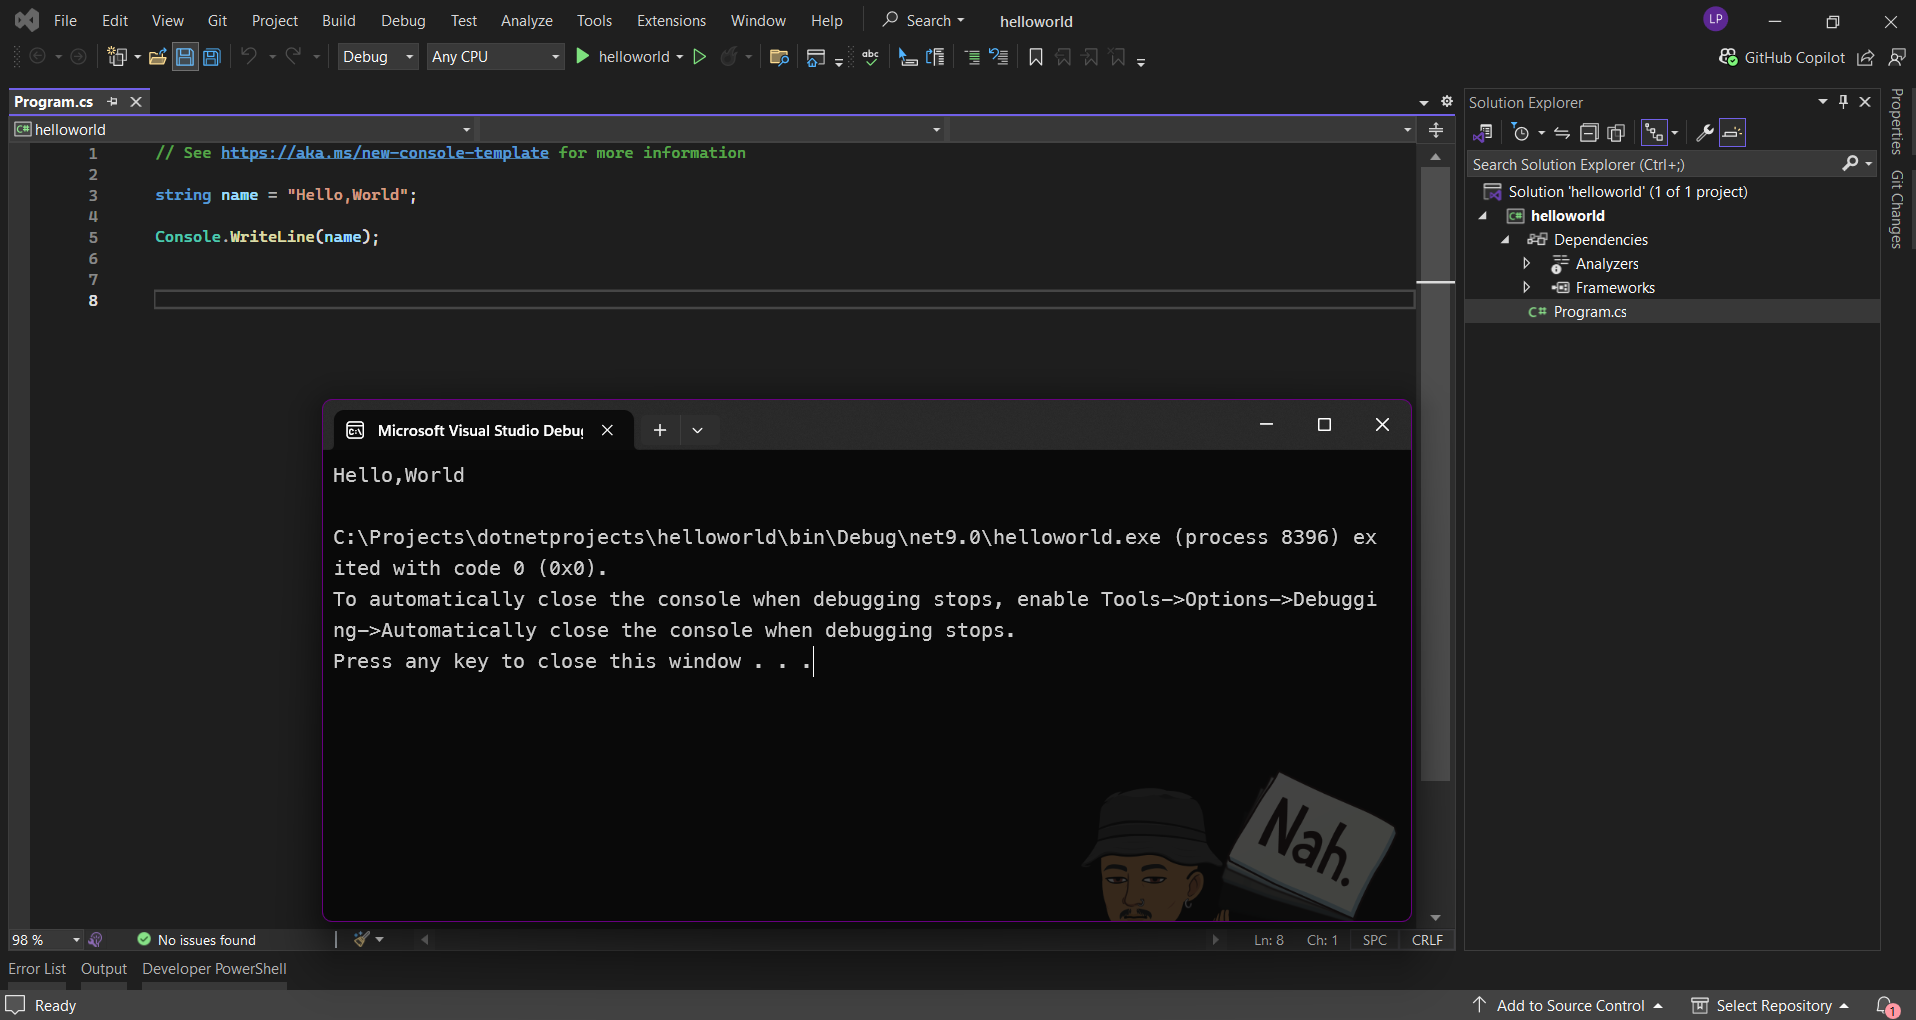 File Edit View Git Project Build Debug Test Analyze Tools Extensions Window Help Search helloworld LP
Debug Any CPU helloworld abc GitHub Copilot
Program.cs
C# helloworld
1 // See https://aka.ms/new-console-template for more information
2
3 string name = "Hello,World";
4
5 Console.WriteLine(name);
6
7
8
Microsoft Visual Studio Debug
Hello,World
C:\Projects\dotnetprojects\helloworld\bin\Debug\net9.0\helloworld.exe (process 8396) ex
ited with code 0 (0x0).
To automatically close the console when debugging stops, enable Tools->Options->Debuggi
ng->Automatically close the console when debugging stops.
Press any key to close this window . . .
Nah.
98 % No issues found Ln: 8 Ch: 1 SPC CRLF
Error List Output Developer PowerShell
Solution Explorer
Search Solution Explorer (Ctrl+;)
Solution 'helloworld' (1 of 1 project)
C# helloworld
Dependencies
Analyzers
Frameworks
C# Program.cs
Properties
Git Changes
Ready Add to Source Control Select Repository 1